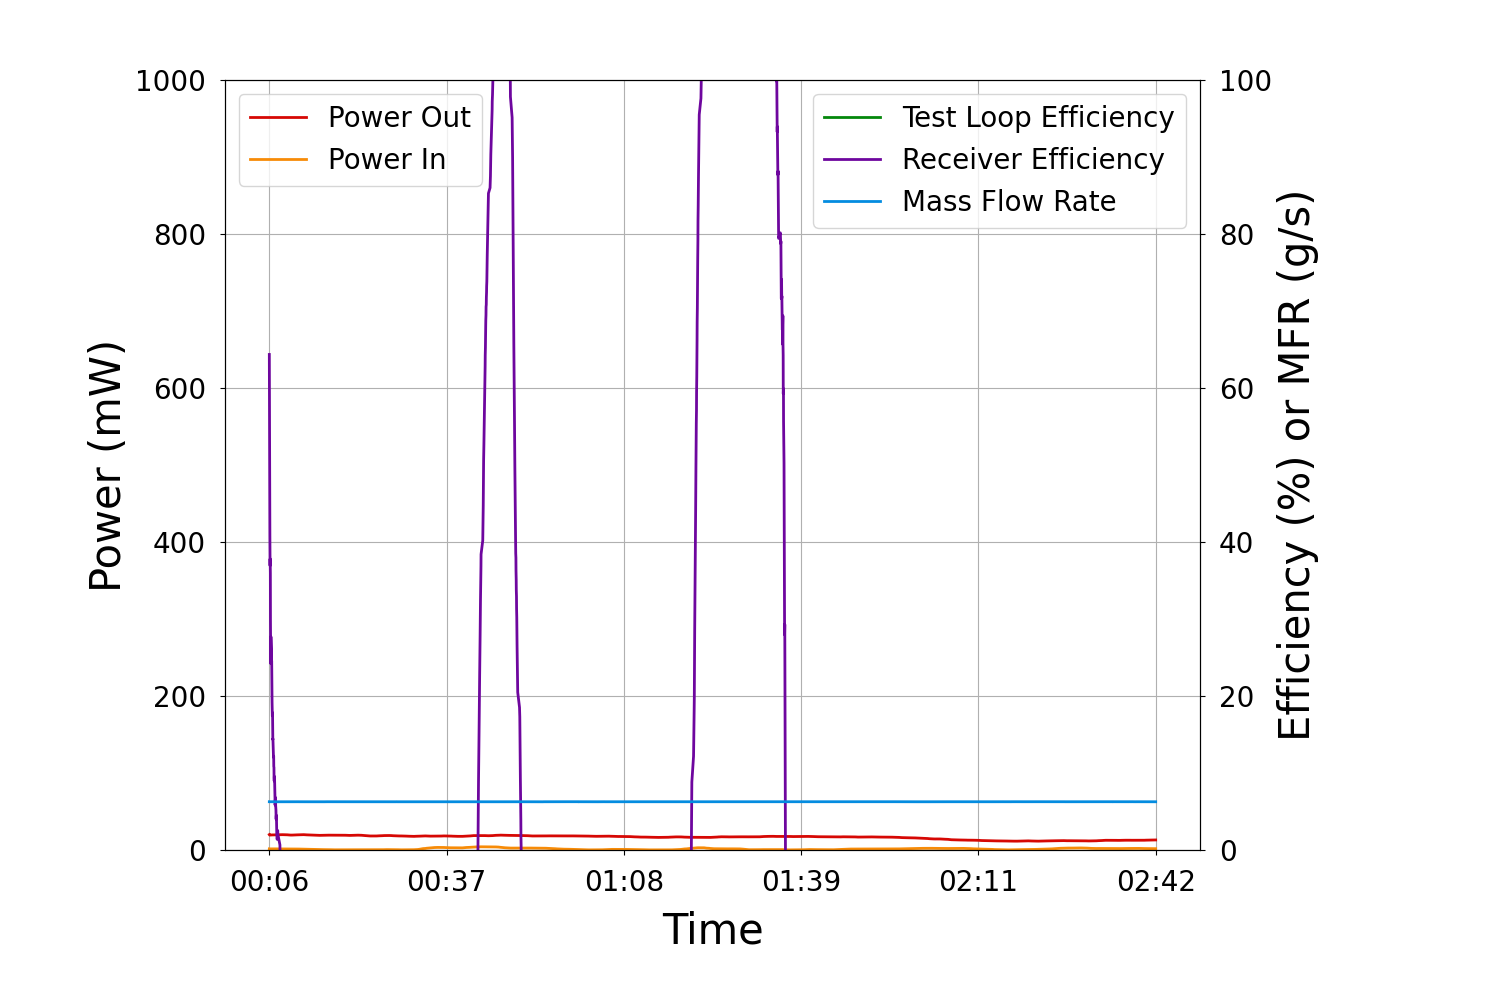 Power Out
Power In
Test Loop Efficiency
Receiver Efficiency
Mass Flow Rate
1000
800
600
400
200
0
Power (mW)
100
80
60
40
20
0
Efficiency (%) or MFR (g/s)
00:06 00:37 01:08 01:39 02:11 02:42
Time